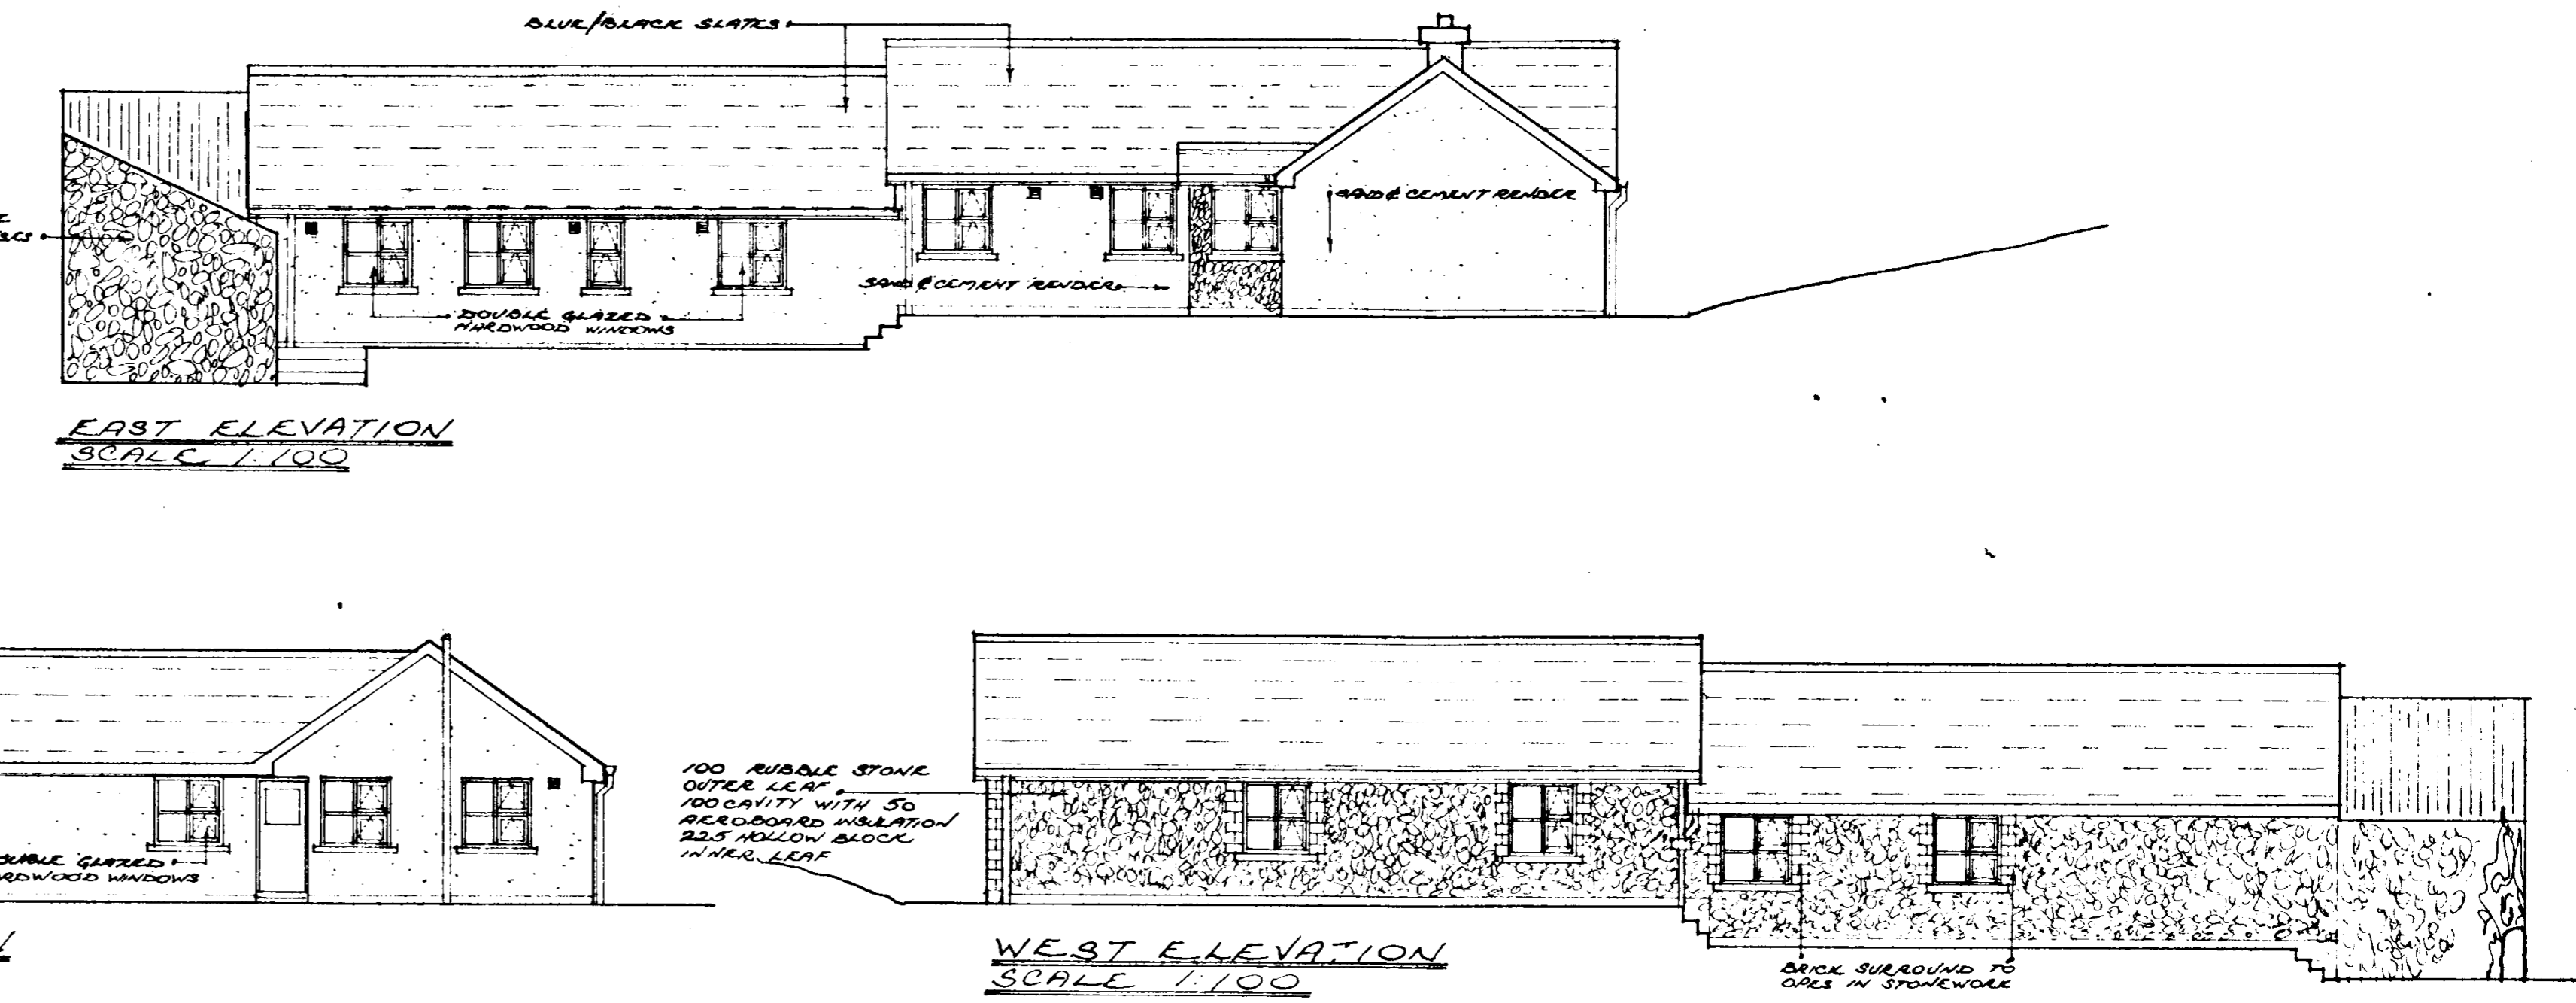 BLUE/BLACK SLATES
SAND & CEMENT RENDER
SAND & CEMENT RENDER
DOUBLE GLAZED
HARDWOOD WINDOWS
EAST ELEVATION
SCALE 1:100
100 RUBBLE STONE
OUTER LEAF
100 CAVITY WITH 50
AEROBOARD INSULATION
225 HOLLOW BLOCK
INNER LEAF
GLAZED
WINDOWS
WEST ELEVATION
SCALE 1:100
BRICK SURROUND TO
OPES IN STONEWORK